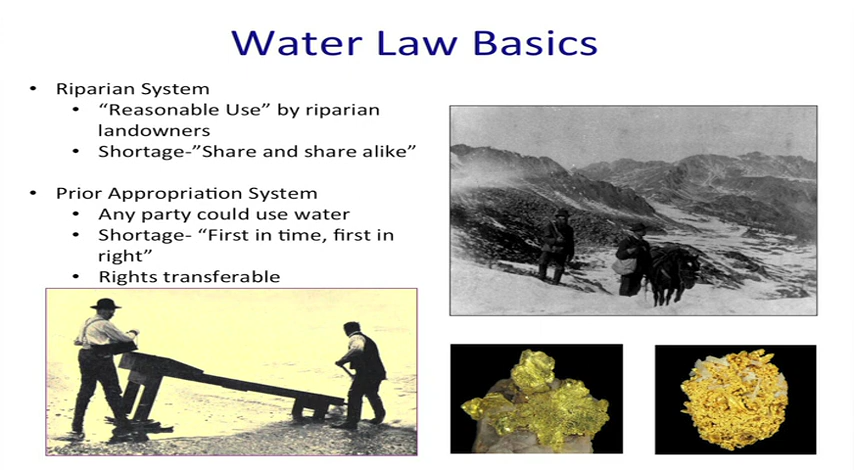 Water Law Basics
• Riparian System
• “Reasonable Use” by riparian
landowners
• Shortage-”Share and share alike”
• Prior Appropriation System
• Any party could use water
• Shortage- “First in time, first in
right”
• Rights transferable